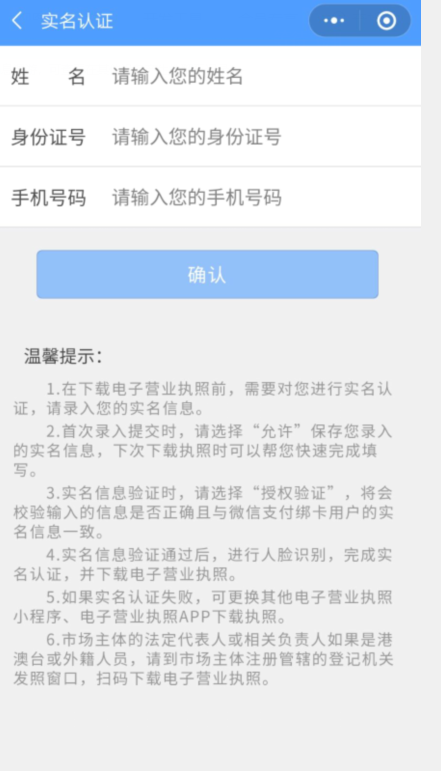 实名认证
姓 名 请输入您的姓名
身份证号 请输入您的身份证号
手机号码 请输入您的手机号码
确认
温馨提示：
1.在下载电子营业执照前，需要对您进行实名认
证，请录入您的实名信息。
2.首次录入提交时，请选择“允许”保存您录入
的实名信息，下次下载执照时可以帮您快速完成填
写。
3.实名信息验证时，请选择“授权验证”，将会
校验输入的信息是否正确且与微信支付绑卡用户的实
名信息一致。
4.实名信息验证通过后，进行人脸识别，完成实
名认证，并下载电子营业执照。
5.如果实名认证失败，可更换其他电子营业执照
小程序、电子营业执照APP下载执照。
6.市场主体的法定代表人或相关负责人如果是港
澳台或外籍人员，请到市场主体注册管辖的登记机关
发照窗口，扫码下载电子营业执照。